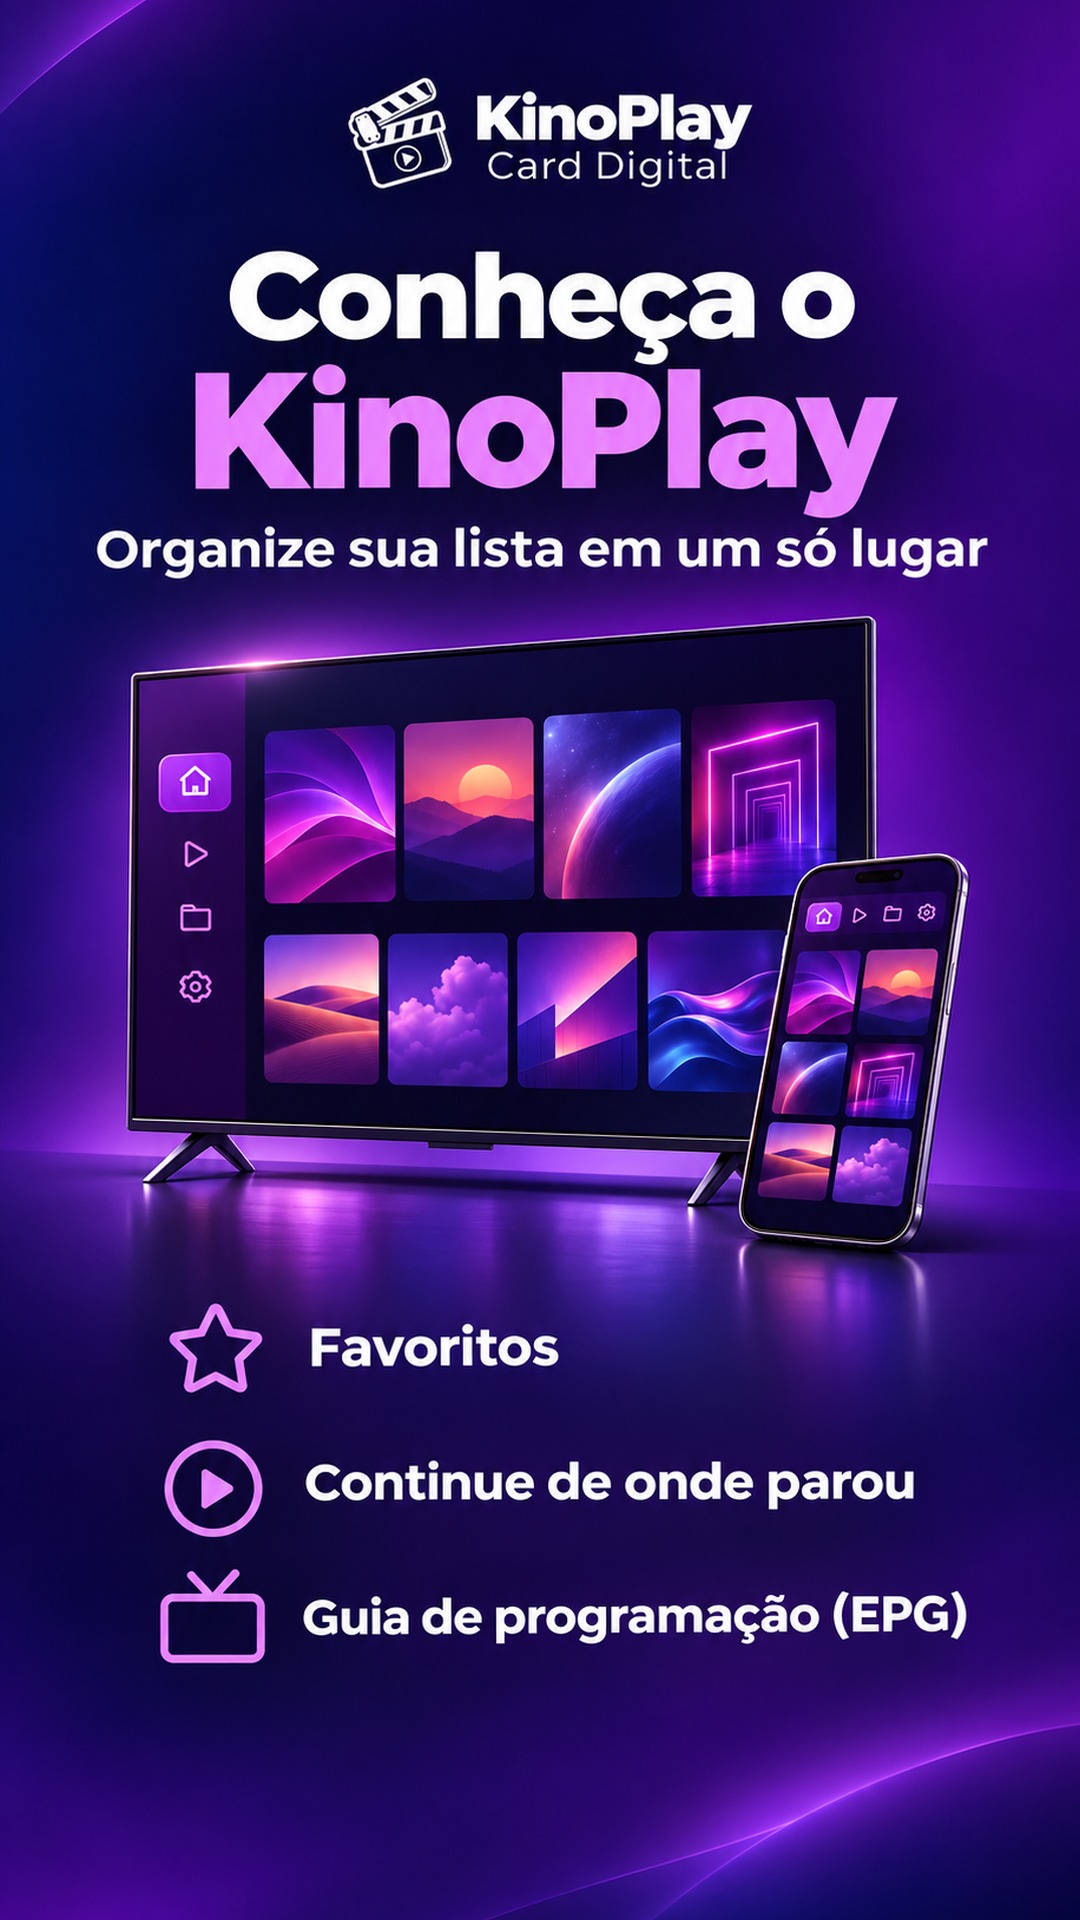 KinoPlay
Card Digital
Conheça o
KinoPlay
Organize sua lista em um só lugar
Favoritos
Continue de onde parou
Guia de programação (EPG)